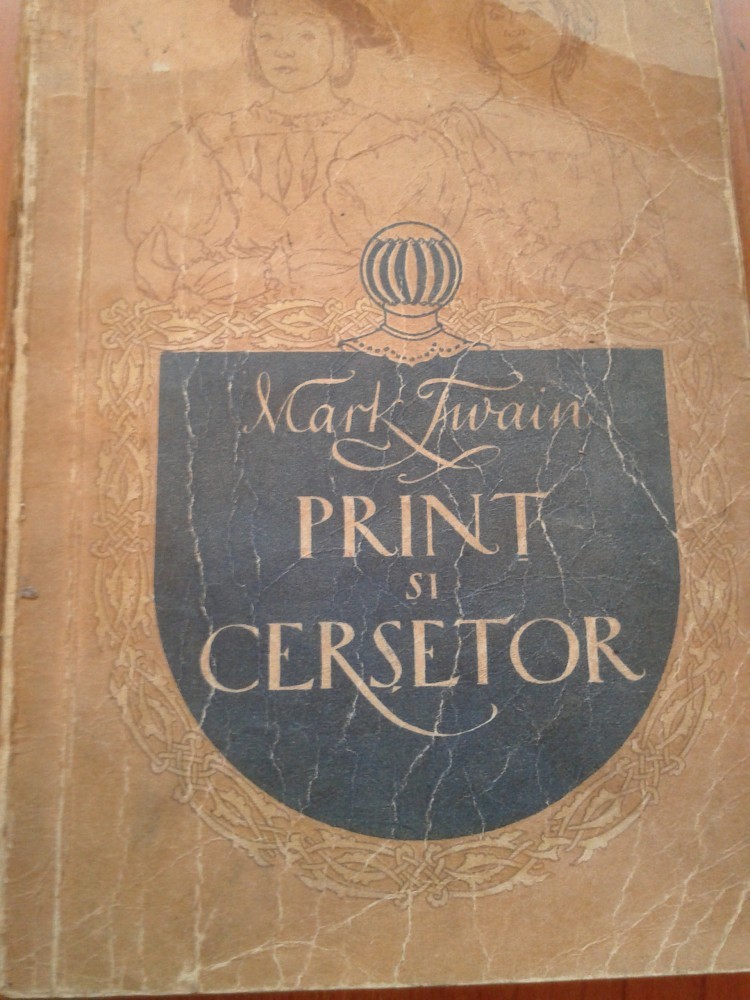 Mark Twain
PRINȚ
ȘI
CERȘETOR